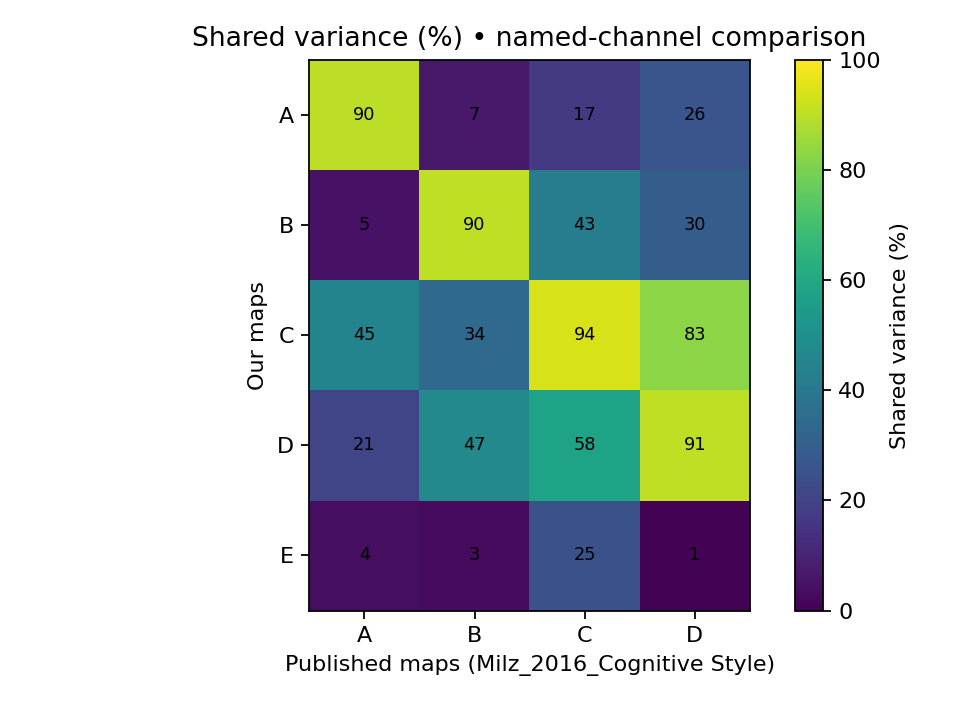 Shared variance (%) • named-channel comparison
A 90 7 17 26
B 5 90 43 30
C 45 34 94 83
D 21 47 58 91
E 4 3 25 1
A B C D
Published maps (Milz_2016_Cognitive Style)
Our maps
100
80
60
40
20
0
Shared variance (%)